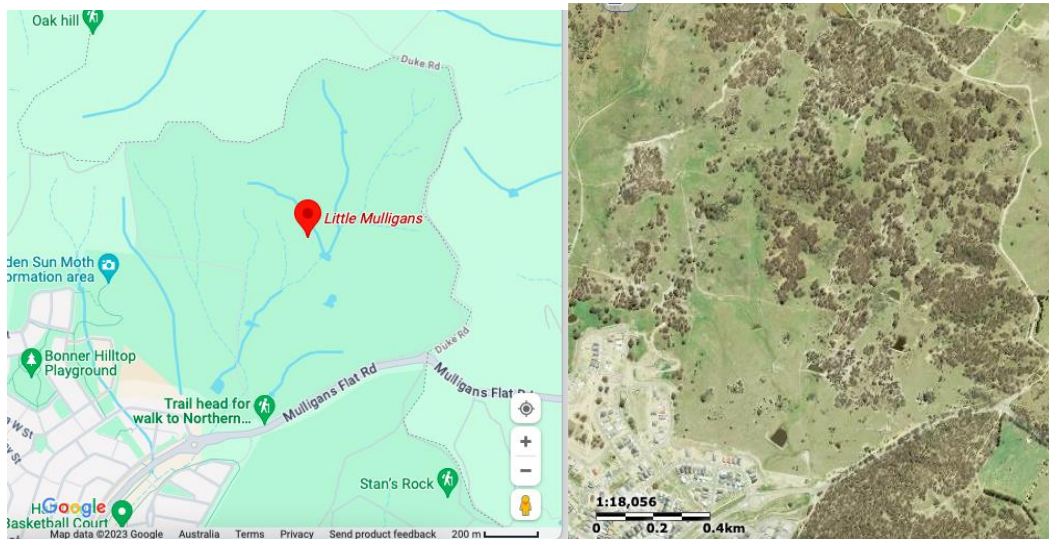 Oak hill
Duke Rd
Little Mulligans
den Sun Moth
ormation area
Duke Rd
Bonner Hilltop
Playground
Mulligans Flat Rd
Mulligans Flat Rd
Trail head for
walk to Northern...
Stan's Rock
Google
Basketball Court
Map data ©2023 Google Australia Terms Privacy Send product feedback 200 m
1:18,056
0 0.2 0.4km